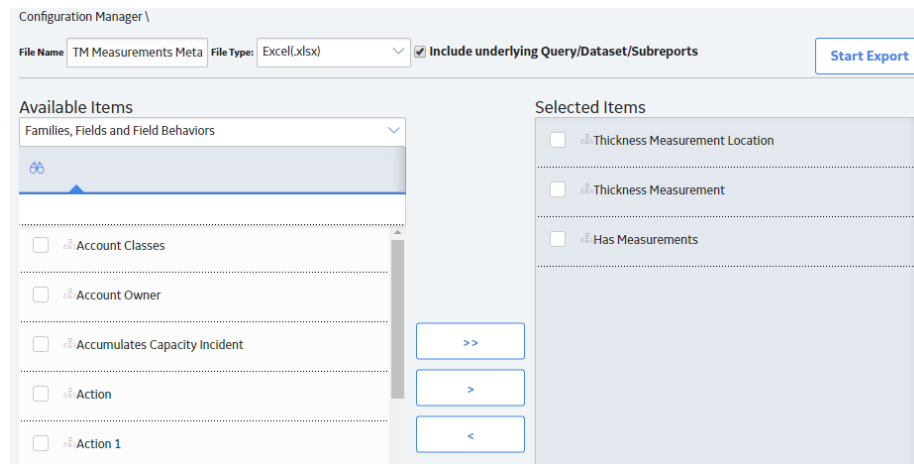 Configuration Manager \
File Name TM Measurements Meta File Type: Excel(.xlsx) Include underlying Query/Dataset/Subreports Start Export
Available Items
Families, Fields and Field Behaviors
Account Classes
Account Owner
Accumulates Capacity Incident
Action
Action 1
>>
>
<
Selected Items
Thickness Measurement Location
Thickness Measurement
Has Measurements